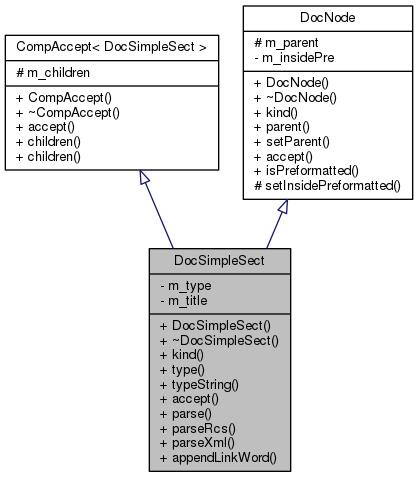 CompAccept< DocSimpleSect >
# m_children
+ CompAccept()
+ ~CompAccept()
+ accept()
+ children()
+ children()
DocNode
# m_parent
- m_insidePre
+ DocNode()
+ ~DocNode()
+ kind()
+ parent()
+ setParent()
+ accept()
+ isPreformatted()
# setInsidePreformatted()
DocSimpleSect
- m_type
- m_title
+ DocSimpleSect()
+ ~DocSimpleSect()
+ kind()
+ type()
+ typeString()
+ accept()
+ parse()
+ parseRcs()
+ parseXml()
+ appendLinkWord()